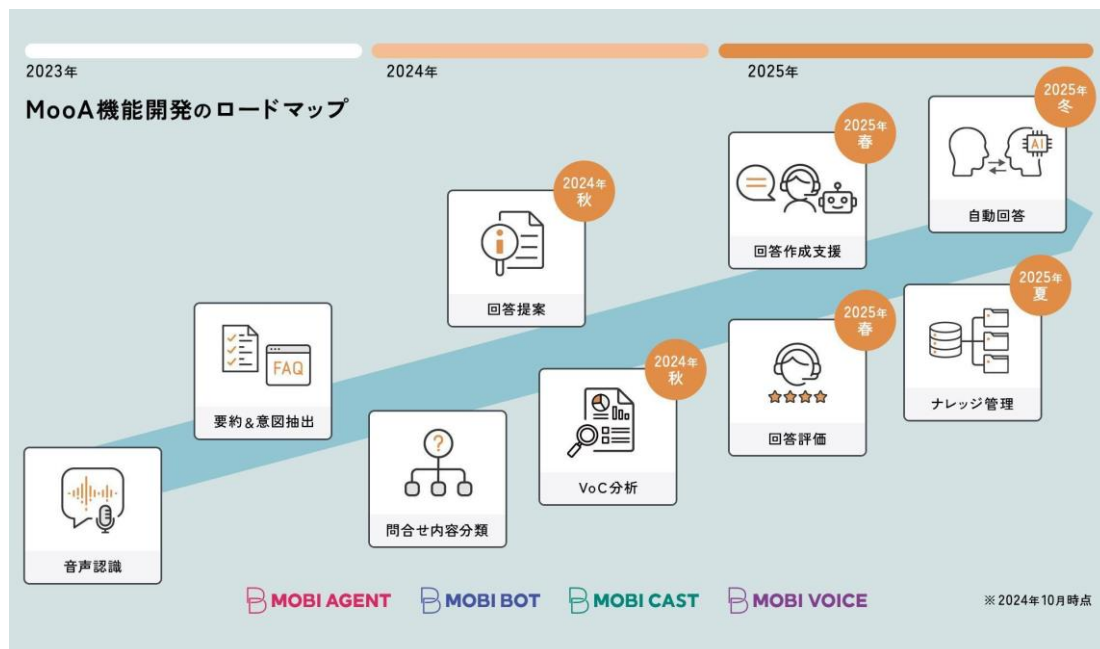 2023年
2024年
2025年
MooA機能開発のロードマップ
2025年
冬
AI
自動回答
2025年
春
回答作成支援
2024年
秋
回答提案
2025年
夏
ナレッジ管理
2025年
春
回答評価
FAQ
要約&意図抽出
2024年
秋
VoC分析
?
問合せ内容分類
音声認識
MOBI AGENT
MOBI BOT
MOBI CAST
MOBI VOICE
※2024年10月時点